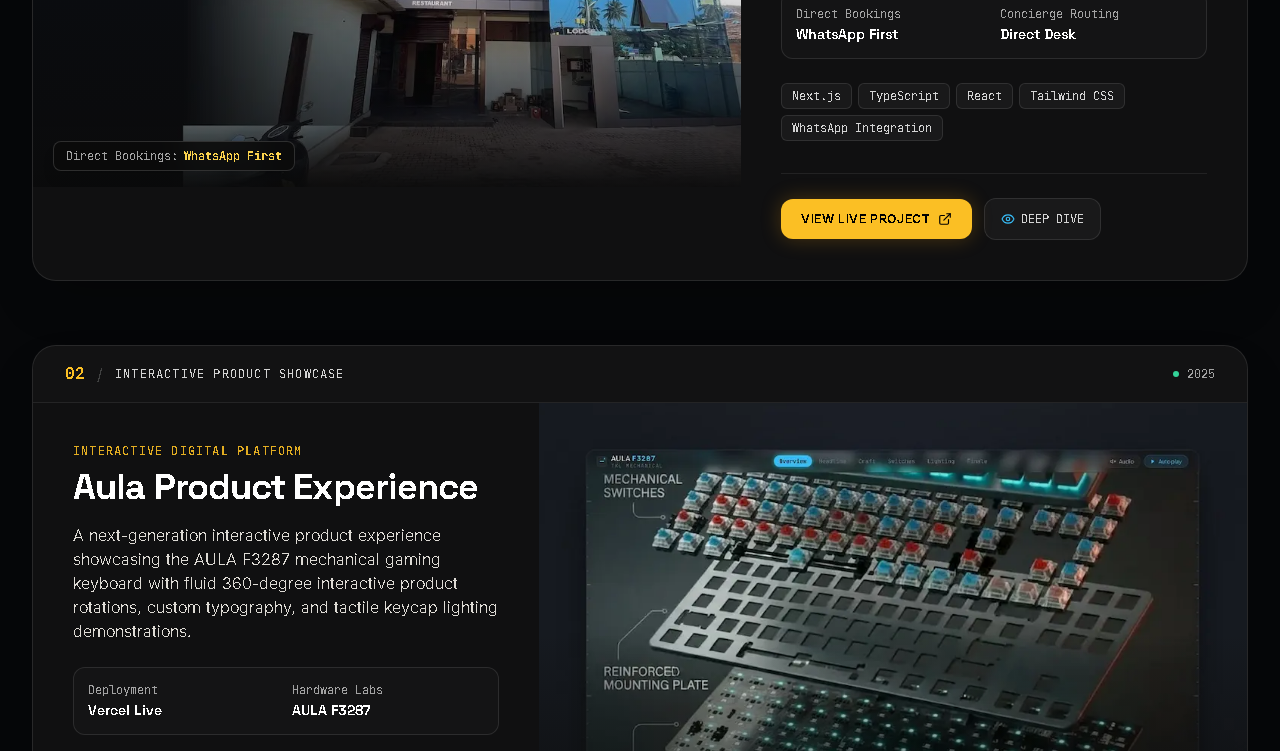 RESTAURANT
LODGE
Direct Bookings: WhatsApp First
Direct Bookings
WhatsApp First
Concierge Routing
Direct Desk
Next.js
TypeScript
React
Tailwind CSS
WhatsApp Integration
VIEW LIVE PROJECT
DEEP DIVE
02 / INTERACTIVE PRODUCT SHOWCASE
2025
INTERACTIVE DIGITAL PLATFORM
Aula Product Experience
A next-generation interactive product experience
showcasing the AULA F3287 mechanical gaming
keyboard with fluid 360-degree interactive product
rotations, custom typography, and tactile keycap lighting
demonstrations.
Deployment
Vercel Live
Hardware Labs
AULA F3287
AULA F3287
Overview
Switches
Lighting
Audio
Autoplay
MECHANICAL
SWITCHES
REINFORCED
MOUNTING PLATE